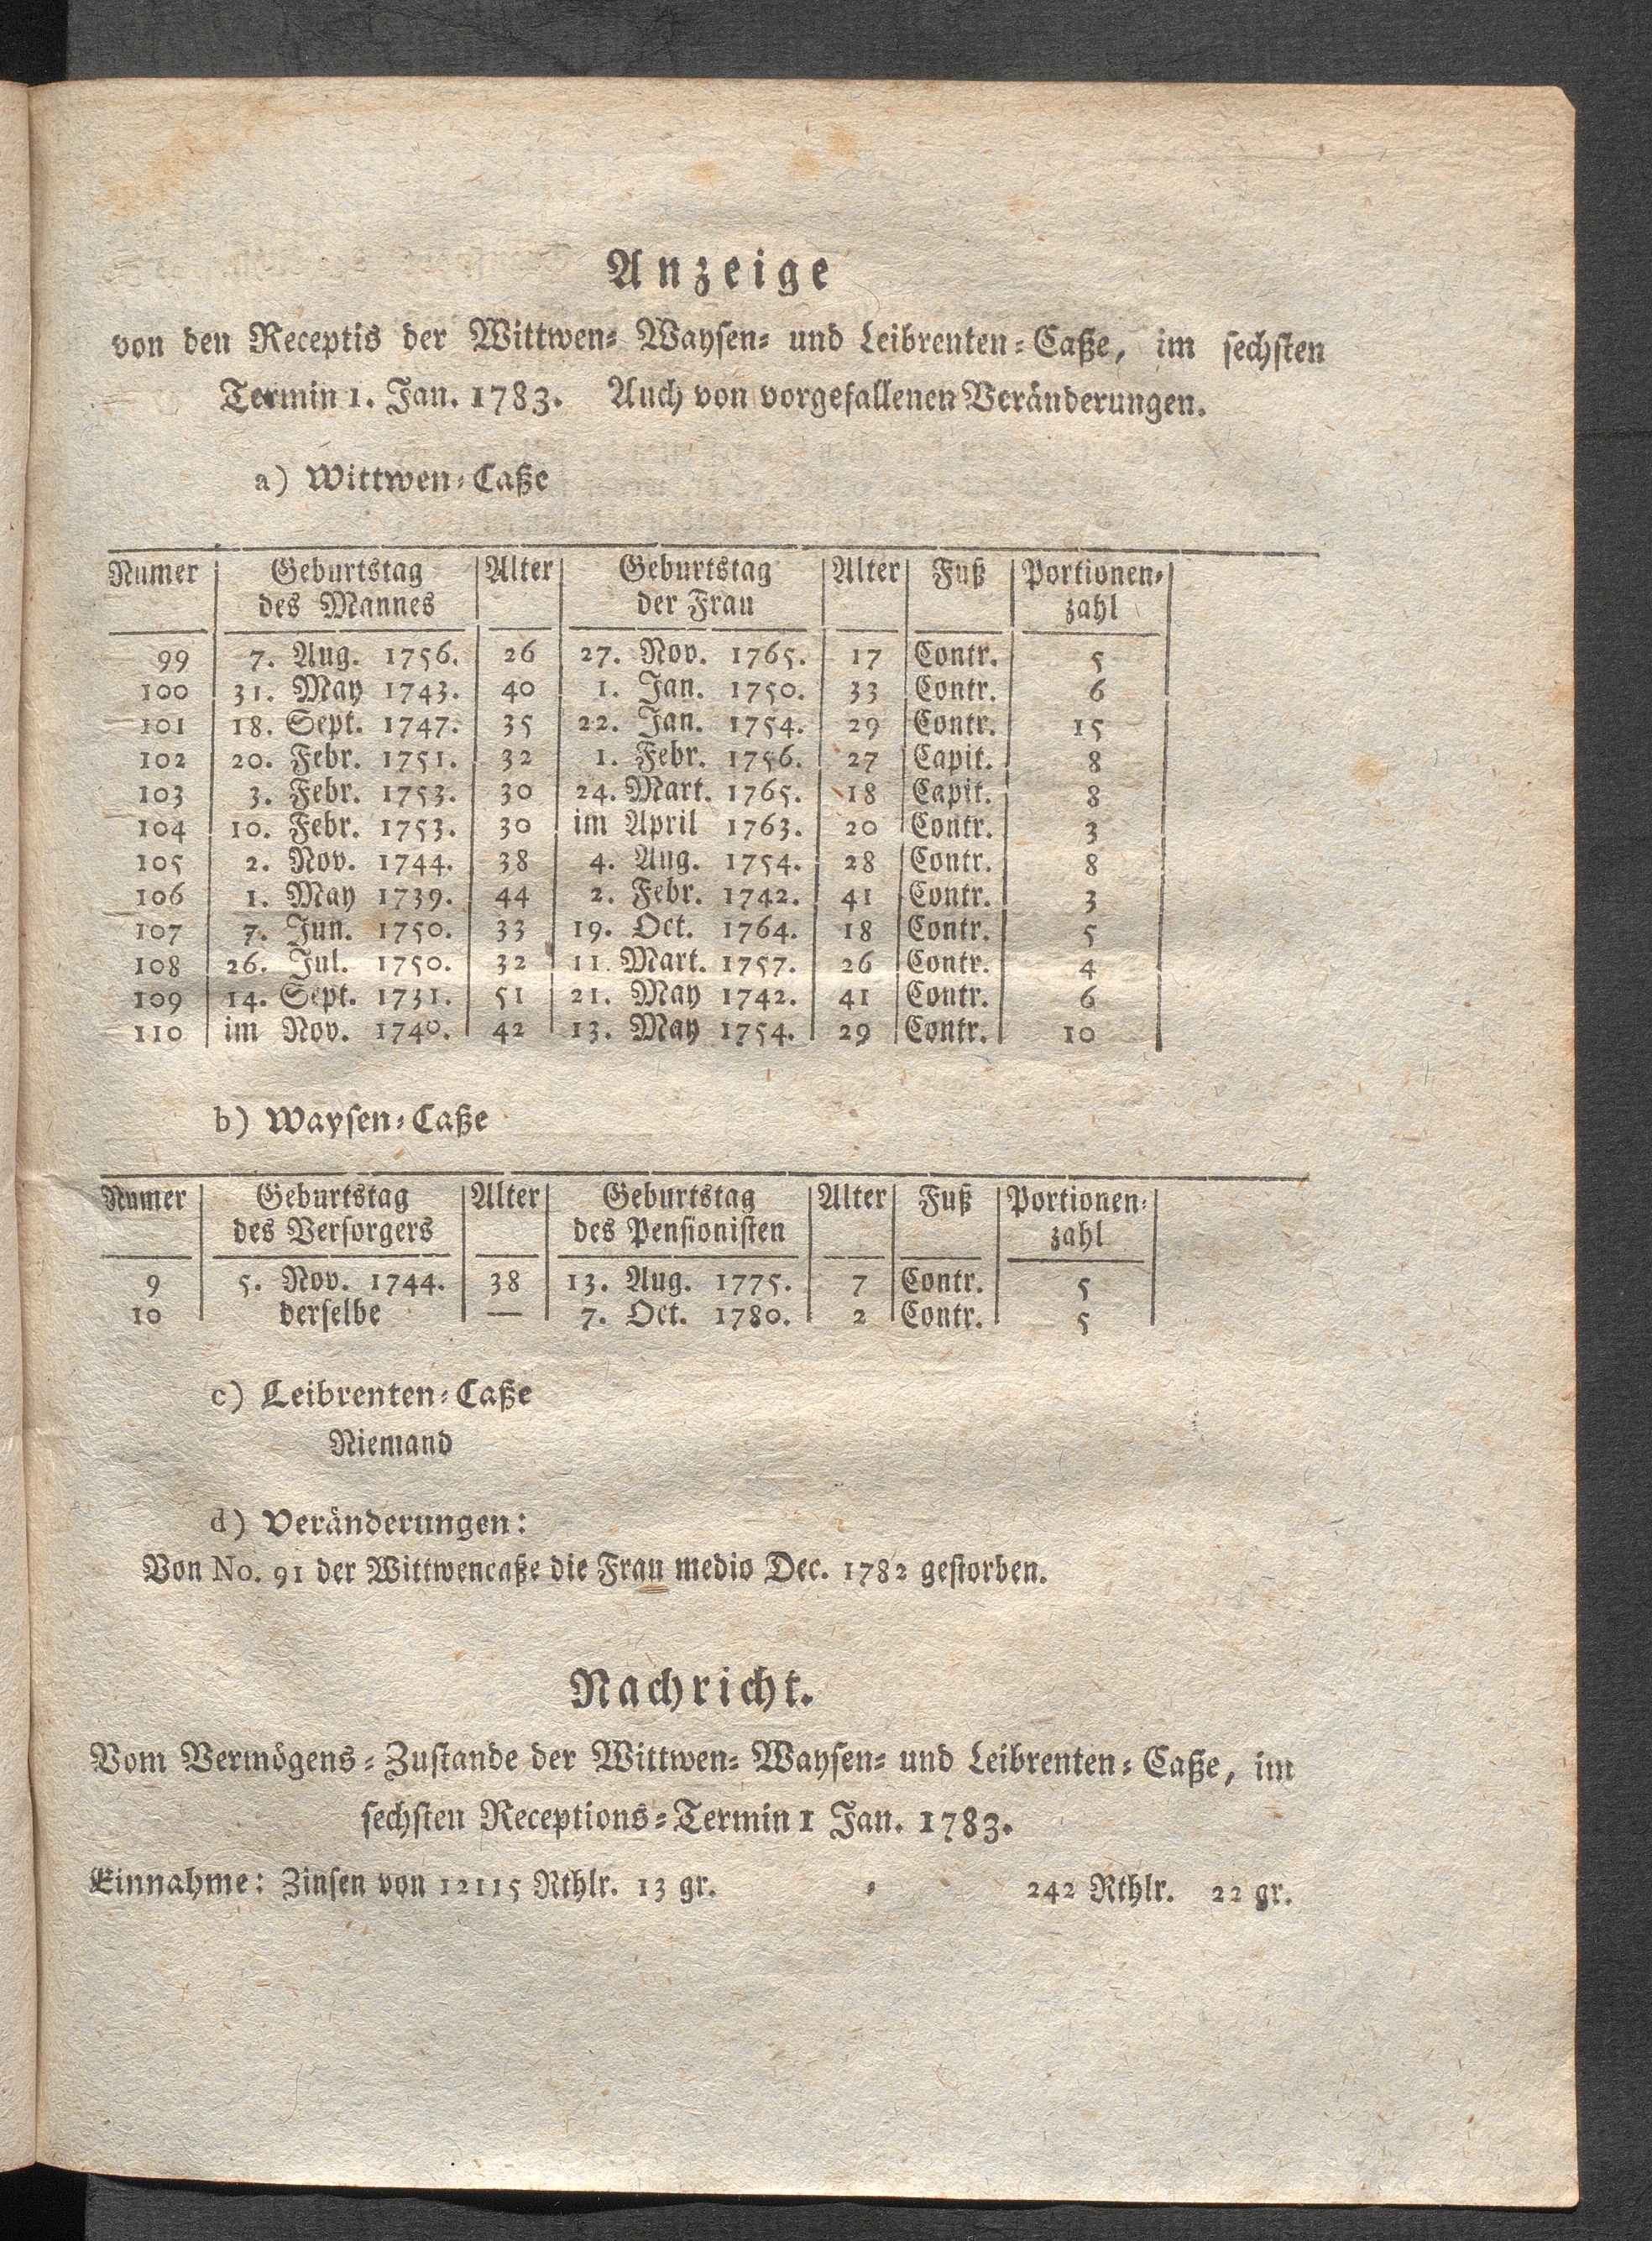 Anzeige
von den Receptis der Wittwen- Waysen- und Leibrenten-Caße, im sechsten
Termin 1. Jan. 1783. Auch von vorgefallenen Veränderungen.
a) Wittwen-Caße
Numer Geburtstag Alter Geburtstag Alter Fuß Portionen-
des Mannes der Frau zahl
99 7. Aug. 1756. 26 27. Nov. 1765. 17 Contr. 5
100 31. May 1743. 40 1. Jan. 1750. 33 Contr. 6
101 18. Sept. 1747. 35 22. Jan. 1754. 29 Contr. 15
102 20. Febr. 1751. 32 1. Febr. 1756. 27 Capit. 8
103 3. Febr. 1753. 30 24. Mart. 1765. 18 Capit. 8
104 10. Febr. 1753. 30 im April 1763. 20 Contr. 3
105 2. Nov. 1744. 38 4. Aug. 1754. 28 Contr. 8
106 1. May 1739. 44 2. Febr. 1742. 41 Contr. 3
107 7. Jun. 1750. 33 19. Oct. 1764. 18 Contr. 5
108 26. Jul. 1750. 32 11. Mart. 1757. 26 Contr. 4
109 14. Sept. 1731. 51 21. May 1742. 41 Contr. 6
110 im Nov. 1740. 42 13. May 1754. 29 Contr. 10
b) Waysen-Caße
Numer Geburtstag Alter Geburtstag Alter Fuß Portionen-
des Versorgers des Pensionisten zahl
9 5. Nov. 1744. 38 13. Aug. 1775. 7 Contr. 5
10 derselbe — 7. Oct. 1780. 2 Contr. 5
c) Leibrenten-Caße
Niemand
d) Veränderungen:
Von No. 91 der Wittwencaße die Frau medio Dec. 1782 gestorben.
Nachricht.
Vom Vermögens-Zustande der Wittwen- Waysen- und Leibrenten-Caße, im
sechsten Receptions-Termin 1 Jan. 1783.
Einnahme: Zinsen von 12115 Rthlr. 13 gr. - 242 Rthlr. 22 gr.